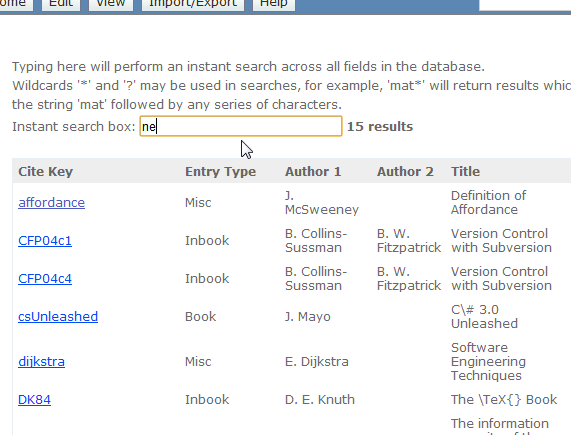 ome Edit View Import/Export Help
Typing here will perform an instant search across all fields in the database.
Wildcards '*' and '?' may be used in searches, for example, 'mat*' will return results whic
the string 'mat' followed by any series of characters.
Instant search box: ne 15 results
Cite Key Entry Type Author 1 Author 2 Title
affordance Misc J. McSweeney Definition of Affordance
CFP04c1 Inbook B. Collins-Sussman B. W. Fitzpatrick Version Control with Subversion
CFP04c4 Inbook B. Collins-Sussman B. W. Fitzpatrick Version Control with Subversion
csUnleashed Book J. Mayo C\# 3.0 Unleashed
dijkstra Misc E. Dijkstra Software Engineering Techniques
DK84 Inbook D. E. Knuth The \TeX{} Book
The information